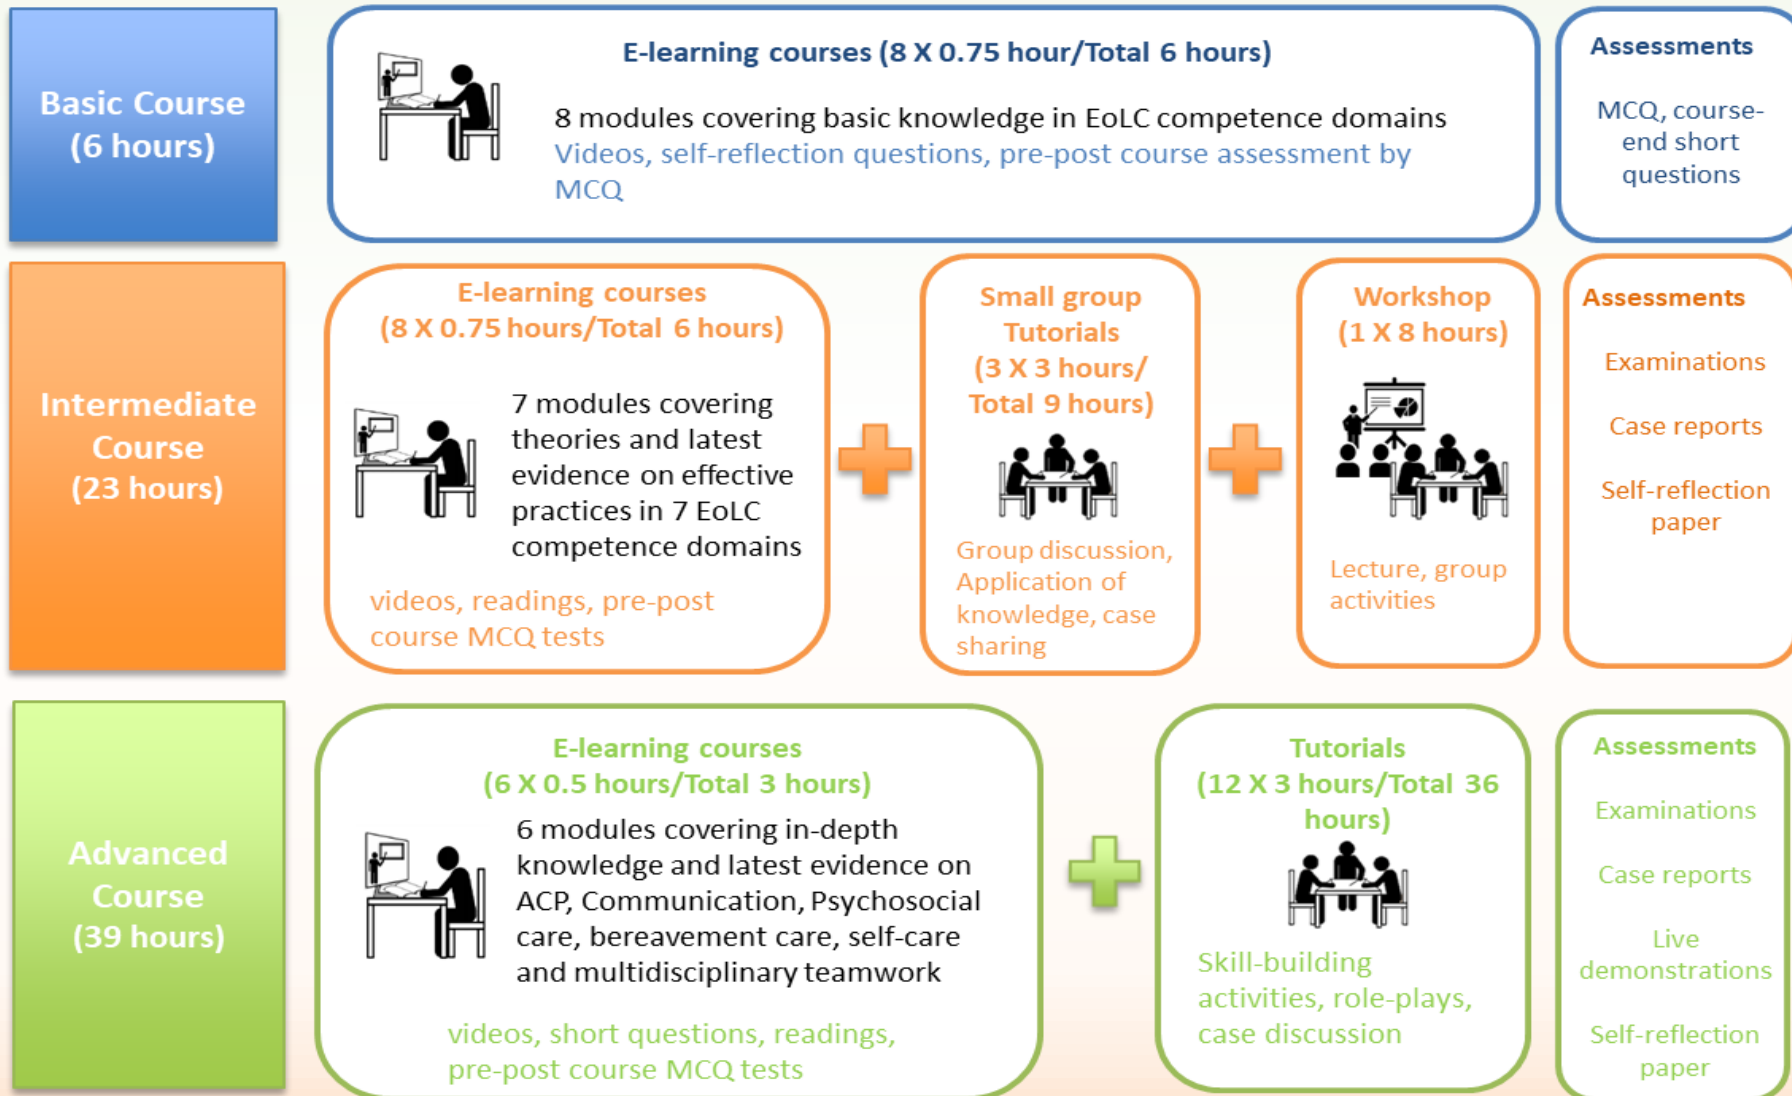 Basic Course
(6 hours)
E-learning courses (8 X 0.75 hour/Total 6 hours)
8 modules covering basic knowledge in EoLC competence domains
Videos, self-reflection questions, pre-post course assessment by
MCQ
Assessments
MCQ, course-
end short
questions
Intermediate
Course
(23 hours)
E-learning courses
(8 X 0.75 hours/Total 6 hours)
7 modules covering
theories and latest
evidence on effective
practices in 7 EoLC
competence domains
videos, readings, pre-post
course MCQ tests
Small group
Tutorials
(3 X 3 hours/
Total 9 hours)
Group discussion,
Application of
knowledge, case
sharing
Workshop
(1 X 8 hours)
Lecture, group
activities
Assessments
Examinations
Case reports
Self-reflection
paper
Advanced
Course
(39 hours)
E-learning courses
(6 X 0.5 hours/Total 3 hours)
6 modules covering in-depth
knowledge and latest evidence on
ACP, Communication, Psychosocial
care, bereavement care, self-care
and multidisciplinary teamwork
videos, short questions, readings,
pre-post course MCQ tests
Tutorials
(12 X 3 hours/Total 36
hours)
Skill-building
activities, role-plays,
case discussion
Assessments
Examinations
Case reports
Live
demonstrations
Self-reflection
paper